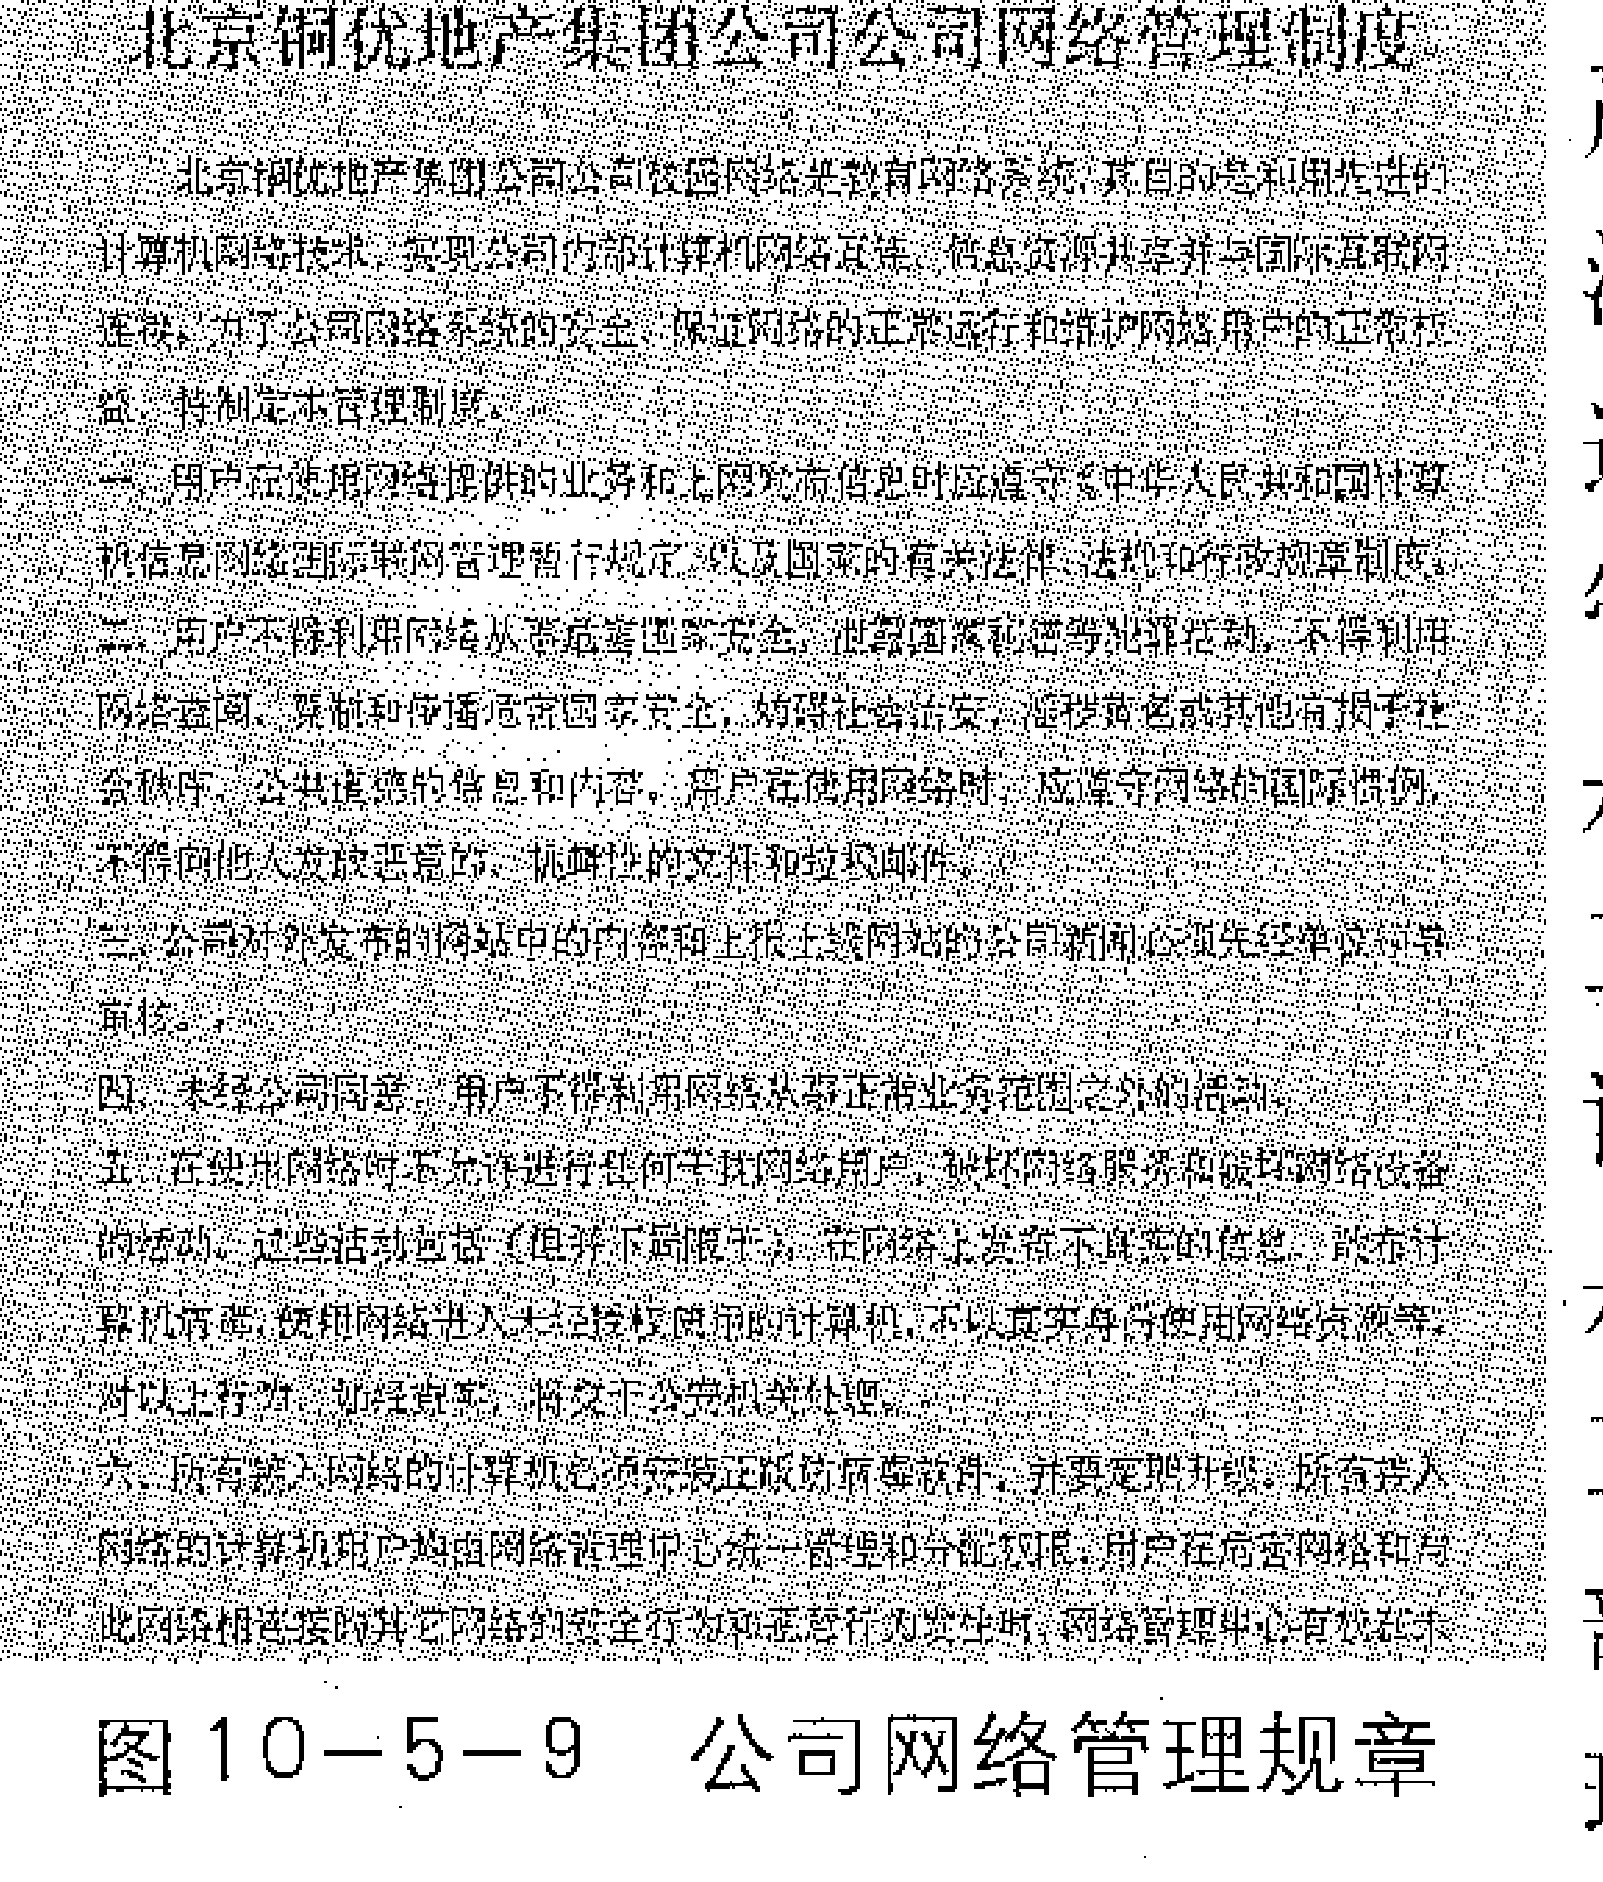 北京铜优地产集团公司公司网络管理制度
北京铜优地产集团公司公司校园网络是教育网络系统,其目的是利用先进的
计算机网络技术,实现公司内部计算机网络互连、信息资源共享并与国际互联网
连接。为了公司网络系统的安全、保证网络的正常运行和维护网络用户的正常权
益,特制定本管理制度。
一、用户在使用网络提供的业务和上网发布信息时应遵守《中华人民共和国计算
机信息网络国际联网管理暂行规定》以及国家的有关法律、法规和行政规章制度。
二、用户不得利用网络从事危害国家安全、泄露国家秘密等犯罪活动,不得利用
网络查阅、复制和传播危害国家安全,妨碍社会治安,淫秽黄色或其他有损于社
会秩序、公共道德的信息和内容。用户在使用网络时,应遵守网络的国际惯例,
不得向他人发放恶意的、挑衅性的文件和垃圾邮件。
三、公司对外发布的网站中的内容和上报上级网站的公司新闻必须先经单位领导
审核。
四、未经公司同意,用户不得利用网络从事正常业务范围之外的活动。
五、在使用网络时不允许进行任何干扰网络用户,破坏网络服务和破坏网络设备
的活动。这些活动包括(但并不局限于):在网络上发布不真实的信息、散布计
算机病毒,使用网络进入未经授权使用的计算机,不以真实身份使用网络资源等。
对以上行为,如经查实,将交于公安机关处理。
六、所有接入网络的计算机必须安装正版防病毒软件,并要定期升级。所有接入
网络的计算机用户均由网络管理中心统一管理和分配权限,用户在危害网络和与
此网络相连接的其它网络的安全行为和恶意行为发生时,网络管理中心有权在未
图10-5-9 公司网络管理规章